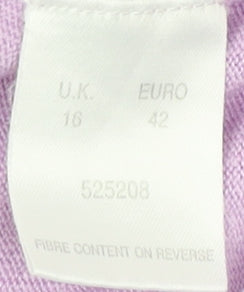 U.K. EURO
16 42
525208
FIBRE CONTENT ON REVERSE